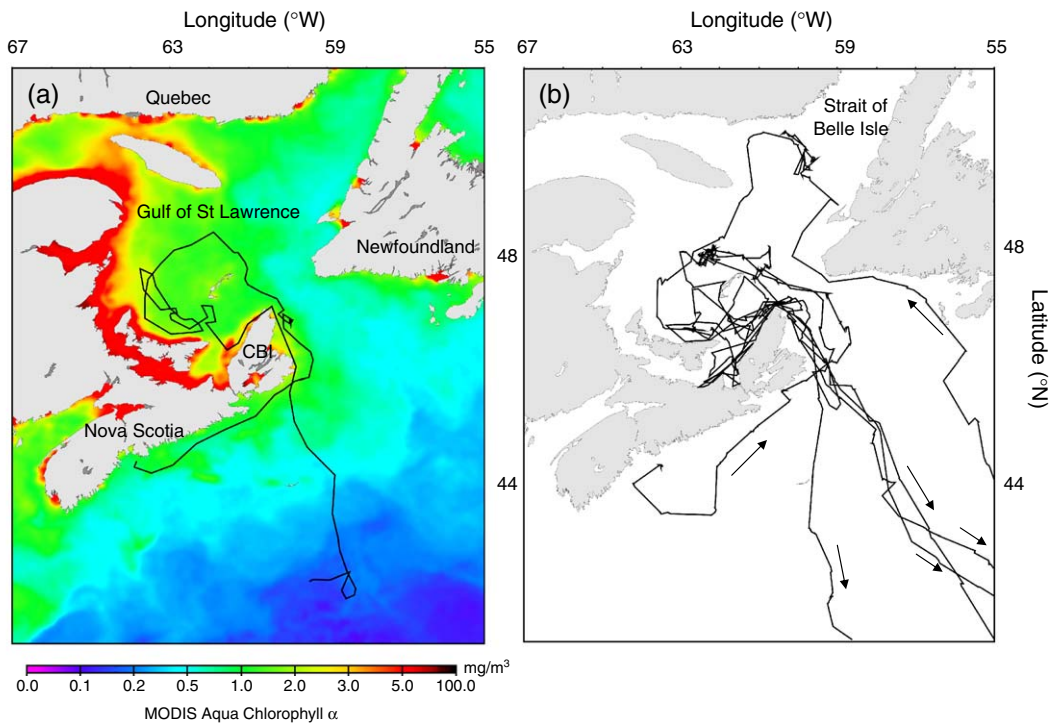 Longitude (°W)
67 63 59 55
(a)
Quebec
Gulf of St Lawrence
Newfoundland
CBI
Nova Scotia
48
44
0.0 0.1 0.2 0.5 1.0 2.0 3.0 5.0 100.0
mg/m³
MODIS Aqua Chlorophyll α
Longitude (°W)
67 63 59 55
(b)
Strait of
Belle Isle
48
44
Latitude (°N)